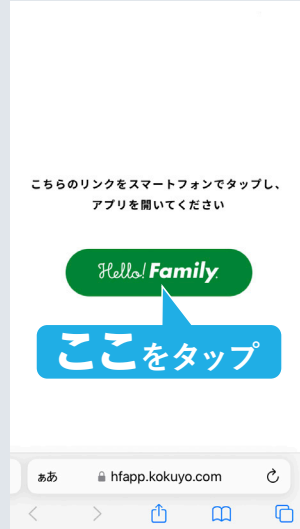 こちらのリンクをスマートフォンでタップし、
アプリを開いてください
Hello! Family.
ここをタップ
ぁあ hfapp.kokuyo.com